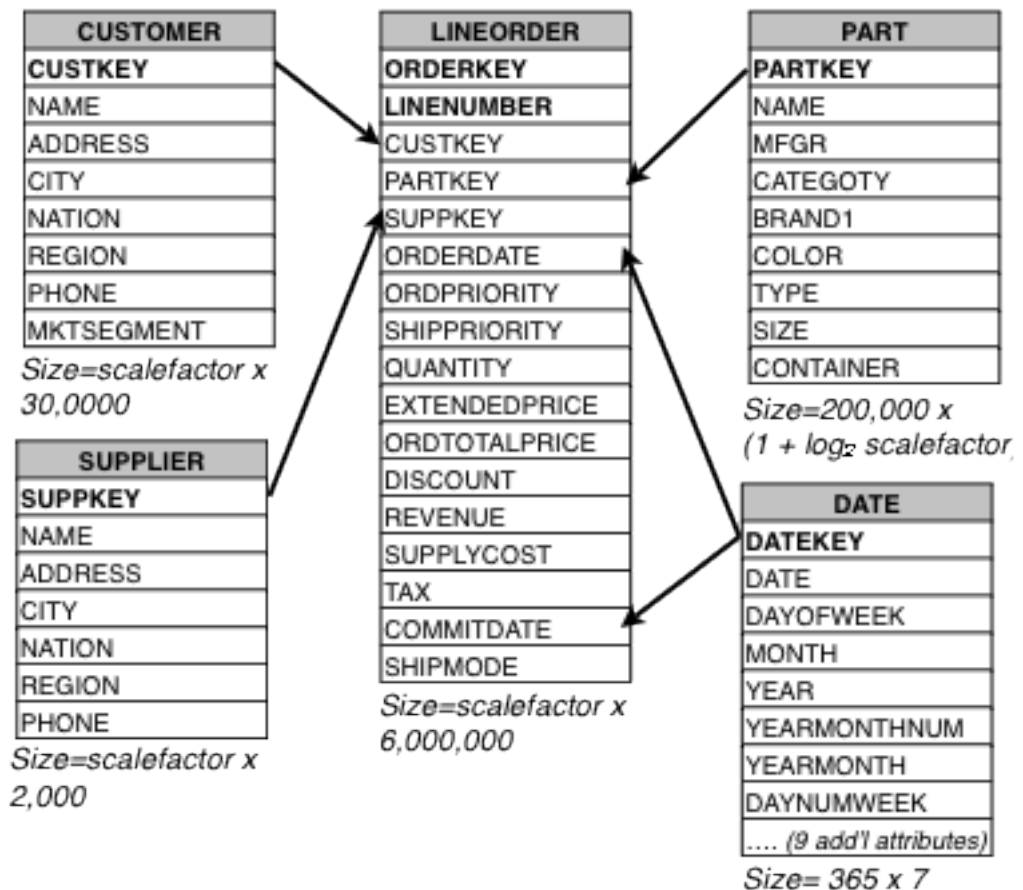 CUSTOMER
CUSTKEY
NAME
ADDRESS
CITY
NATION
REGION
PHONE
MKTSEGMENT
Size=scalefactor x
30,0000
SUPPLIER
SUPPKEY
NAME
ADDRESS
CITY
NATION
REGION
PHONE
Size=scalefactor x
2,000
LINEORDER
ORDERKEY
LINENUMBER
CUSTKEY
PARTKEY
SUPPKEY
ORDERDATE
ORDPRIORITY
SHIPPRIORITY
QUANTITY
EXTENDEDPRICE
ORDTOTALPRICE
DISCOUNT
REVENUE
SUPPLYCOST
TAX
COMMITDATE
SHIPMODE
Size=scalefactor x
6,000,000
PART
PARTKEY
NAME
MFGR
CATEGOTY
BRAND1
COLOR
TYPE
SIZE
CONTAINER
Size=200,000 x
(1 + log₂ scalefactor)
DATE
DATEKEY
DATE
DAYOFWEEK
MONTH
YEAR
YEARMONTHNUM
YEARMONTH
DAYNUMWEEK
.... (9 add'l attributes)
Size= 365 x 7